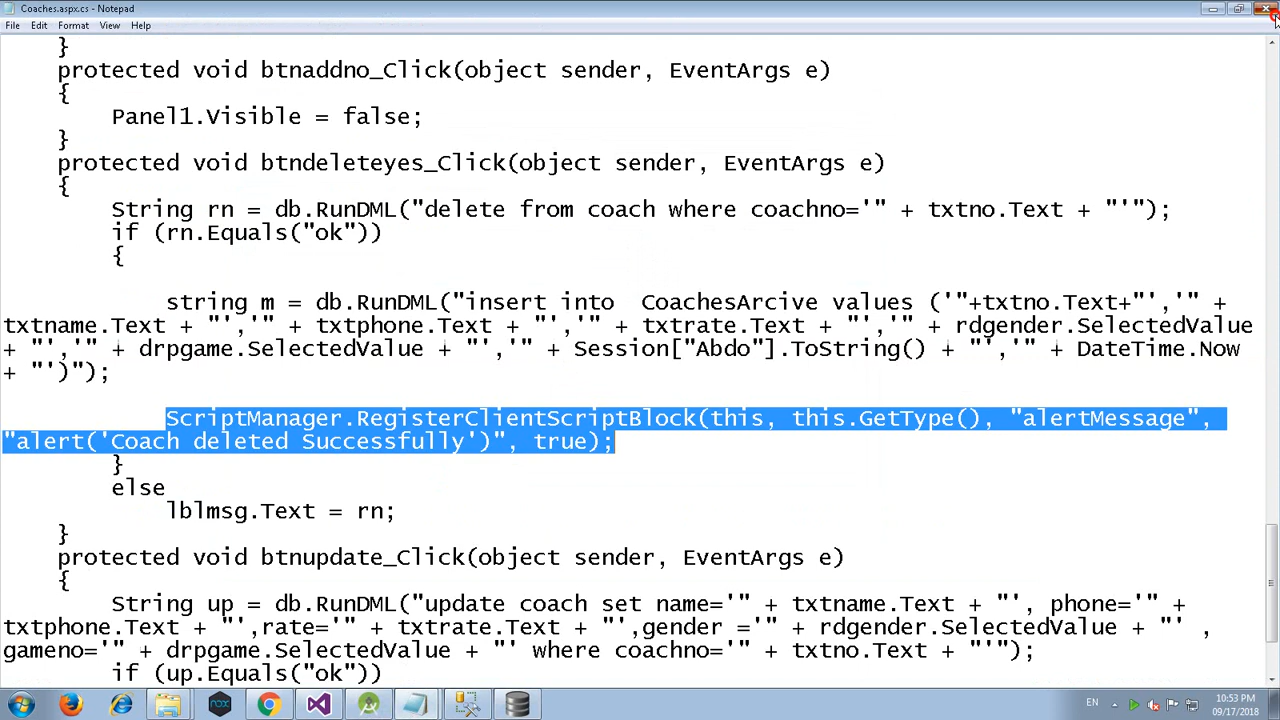 Coaches.aspx.cs - Notepad
File Edit Format View Help
}
protected void btnaddno_Click(object sender, EventArgs e)
{
Panel1.Visible = false;
}
protected void btndeleteyes_Click(object sender, EventArgs e)
{
String rn = db.RunDML("delete from coach where coachno='" + txtno.Text + "'");
if (rn.Equals("ok"))
{
string m = db.RunDML("insert into  CoachesArcive values ('"+txtno.Text+"','" +
txtname.Text + "','" + txtphone.Text + "','" + txtrate.Text + "','" + rdgender.SelectedValue
+ "','" + drpgame.SelectedValue + "','" + Session["Abdo"].ToString() + "','" + DateTime.Now
+ "')");
ScriptManager.RegisterClientScriptBlock(this, this.GetType(), "alertMessage",
"alert('Coach deleted Successfully')", true);
}
else
lblmsg.Text = rn;
}
protected void btnupdate_Click(object sender, EventArgs e)
{
String up = db.RunDML("update coach set name='" + txtname.Text + "', phone='" +
txtphone.Text + "',rate='" + txtrate.Text + "',gender ='" + rdgender.SelectedValue + "' ,
gameno='" + drpgame.SelectedValue + "' where coachno='" + txtno.Text + "'");
if (up.Equals("ok"))
nox
EN
10:53 PM
09/17/2018